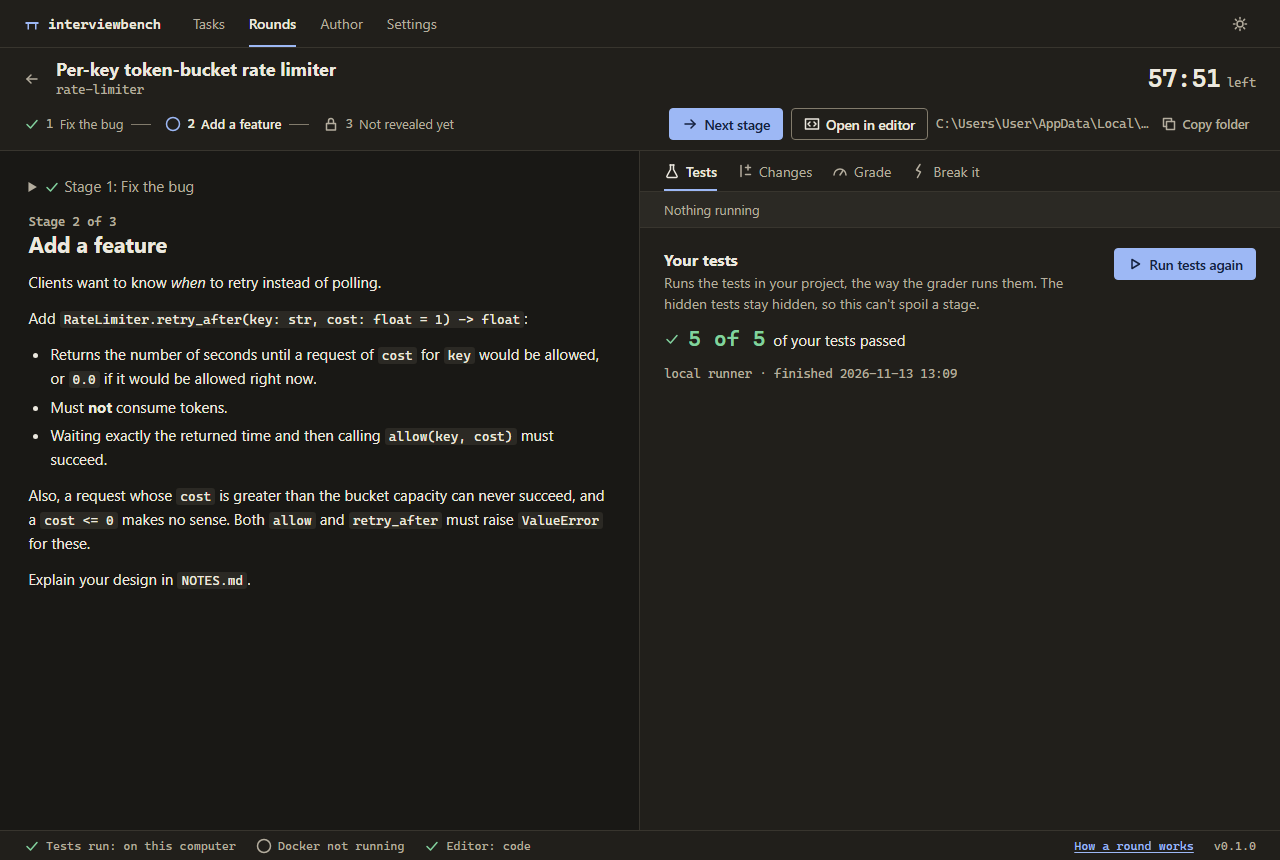 interviewbench Tasks Rounds Author Settings
Per-key token-bucket rate limiter
rate-limiter
57:51 left
1 Fix the bug
2 Add a feature
3 Not revealed yet
Next stage
Open in editor
C:\Users\User\AppData\Local\…
Copy folder
Stage 1: Fix the bug
Stage 2 of 3
Add a feature
Clients want to know when to retry instead of polling.
Add RateLimiter.retry_after(key: str, cost: float = 1) -> float:
• Returns the number of seconds until a request of cost for key would be allowed,
or 0.0 if it would be allowed right now.
• Must not consume tokens.
• Waiting exactly the returned time and then calling allow(key, cost) must
succeed.
Also, a request whose cost is greater than the bucket capacity can never succeed, and
a cost <= 0 makes no sense. Both allow and retry_after must raise ValueError
for these.
Explain your design in NOTES.md.
Tests Changes Grade Break it
Nothing running
Your tests
Runs the tests in your project, the way the grader runs them. The
hidden tests stay hidden, so this can't spoil a stage.
Run tests again
5 of 5 of your tests passed
local runner · finished 2026-11-13 13:09
Tests run: on this computer
Docker not running
Editor: code
How a round works
v0.1.0